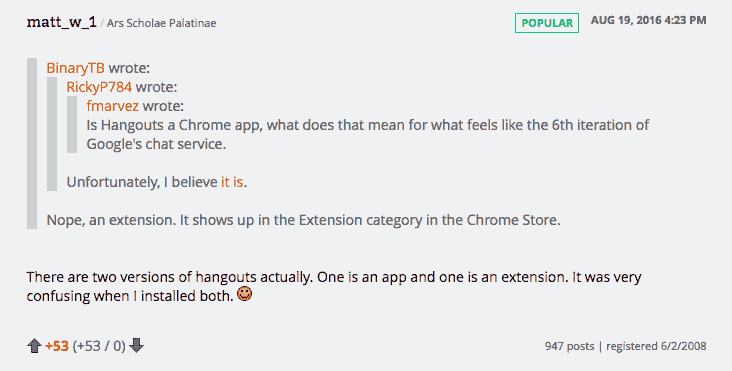 matt_w_1 / Ars Scholae Palatinae
POPULAR
AUG 19, 2016 4:23 PM
BinaryTB wrote:
RickyP784 wrote:
fmarvez wrote:
Is Hangouts a Chrome app, what does that mean for what feels like the 6th iteration of
Google's chat service.
Unfortunately, I believe it is.
Nope, an extension. It shows up in the Extension category in the Chrome Store.
There are two versions of hangouts actually. One is an app and one is an extension. It was very
confusing when I installed both.
+53 (+53 / 0)
947 posts | registered 6/2/2008